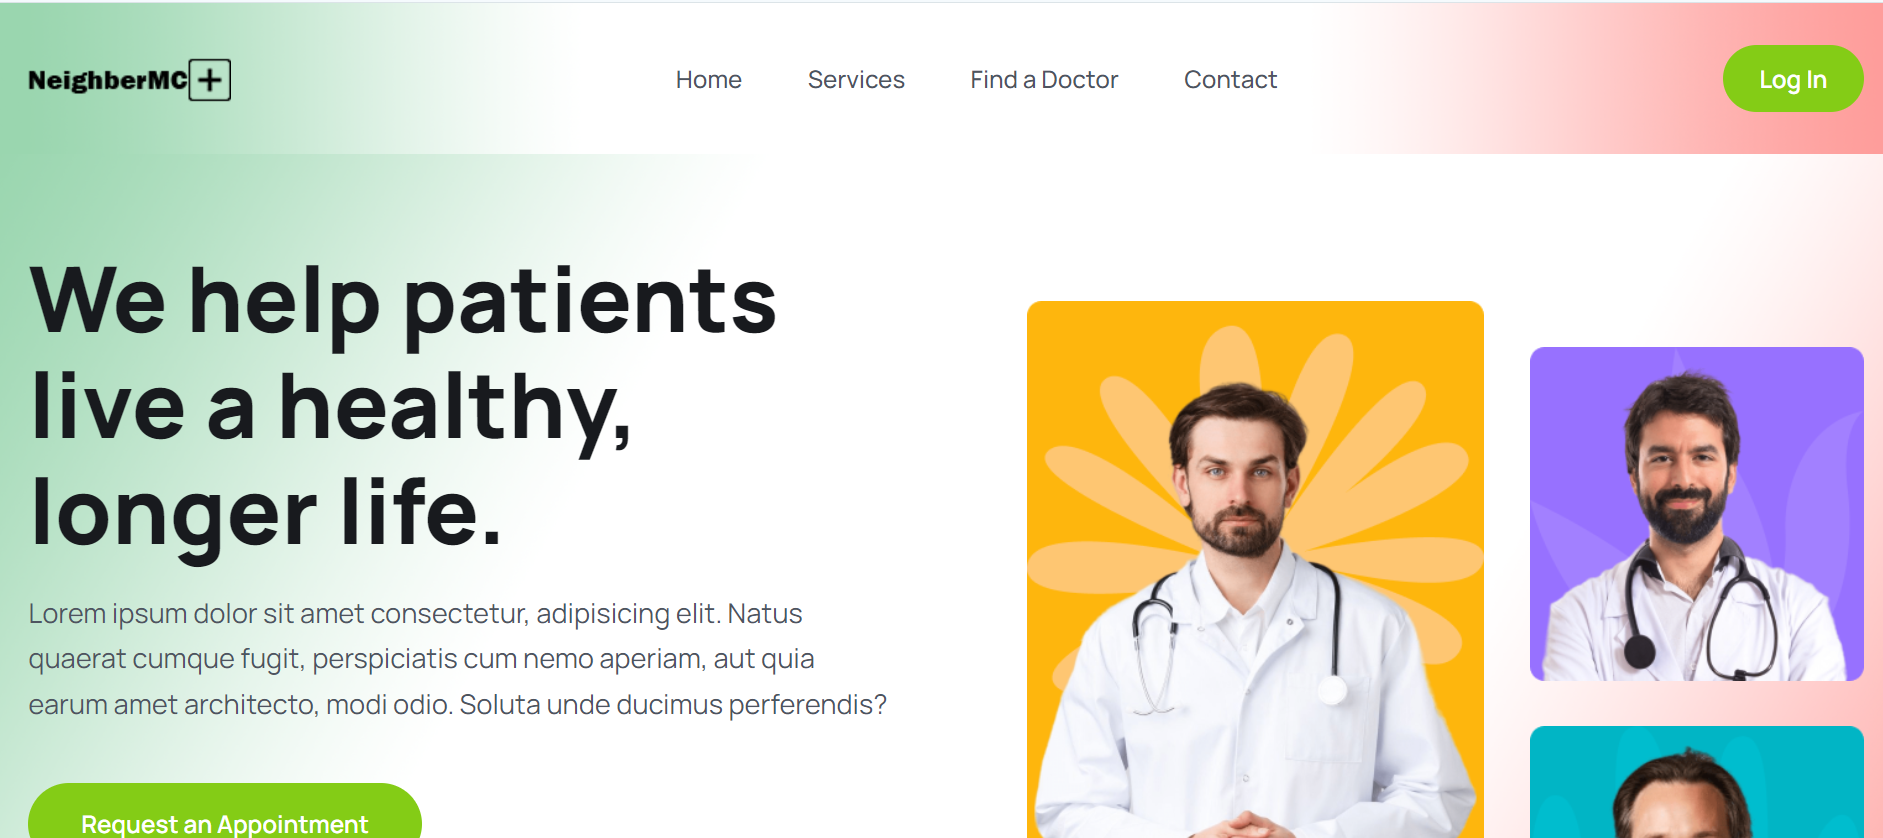 NeighberMC+
Home
Services
Find a Doctor
Contact
Log In
We help patients
live a healthy,
longer life.
Lorem ipsum dolor sit amet consectetur, adipisicing elit. Natus
quaerat cumque fugit, perspiciatis cum nemo aperiam, aut quia
earum amet architecto, modi odio. Soluta unde ducimus perferendis?
Request an Appointment